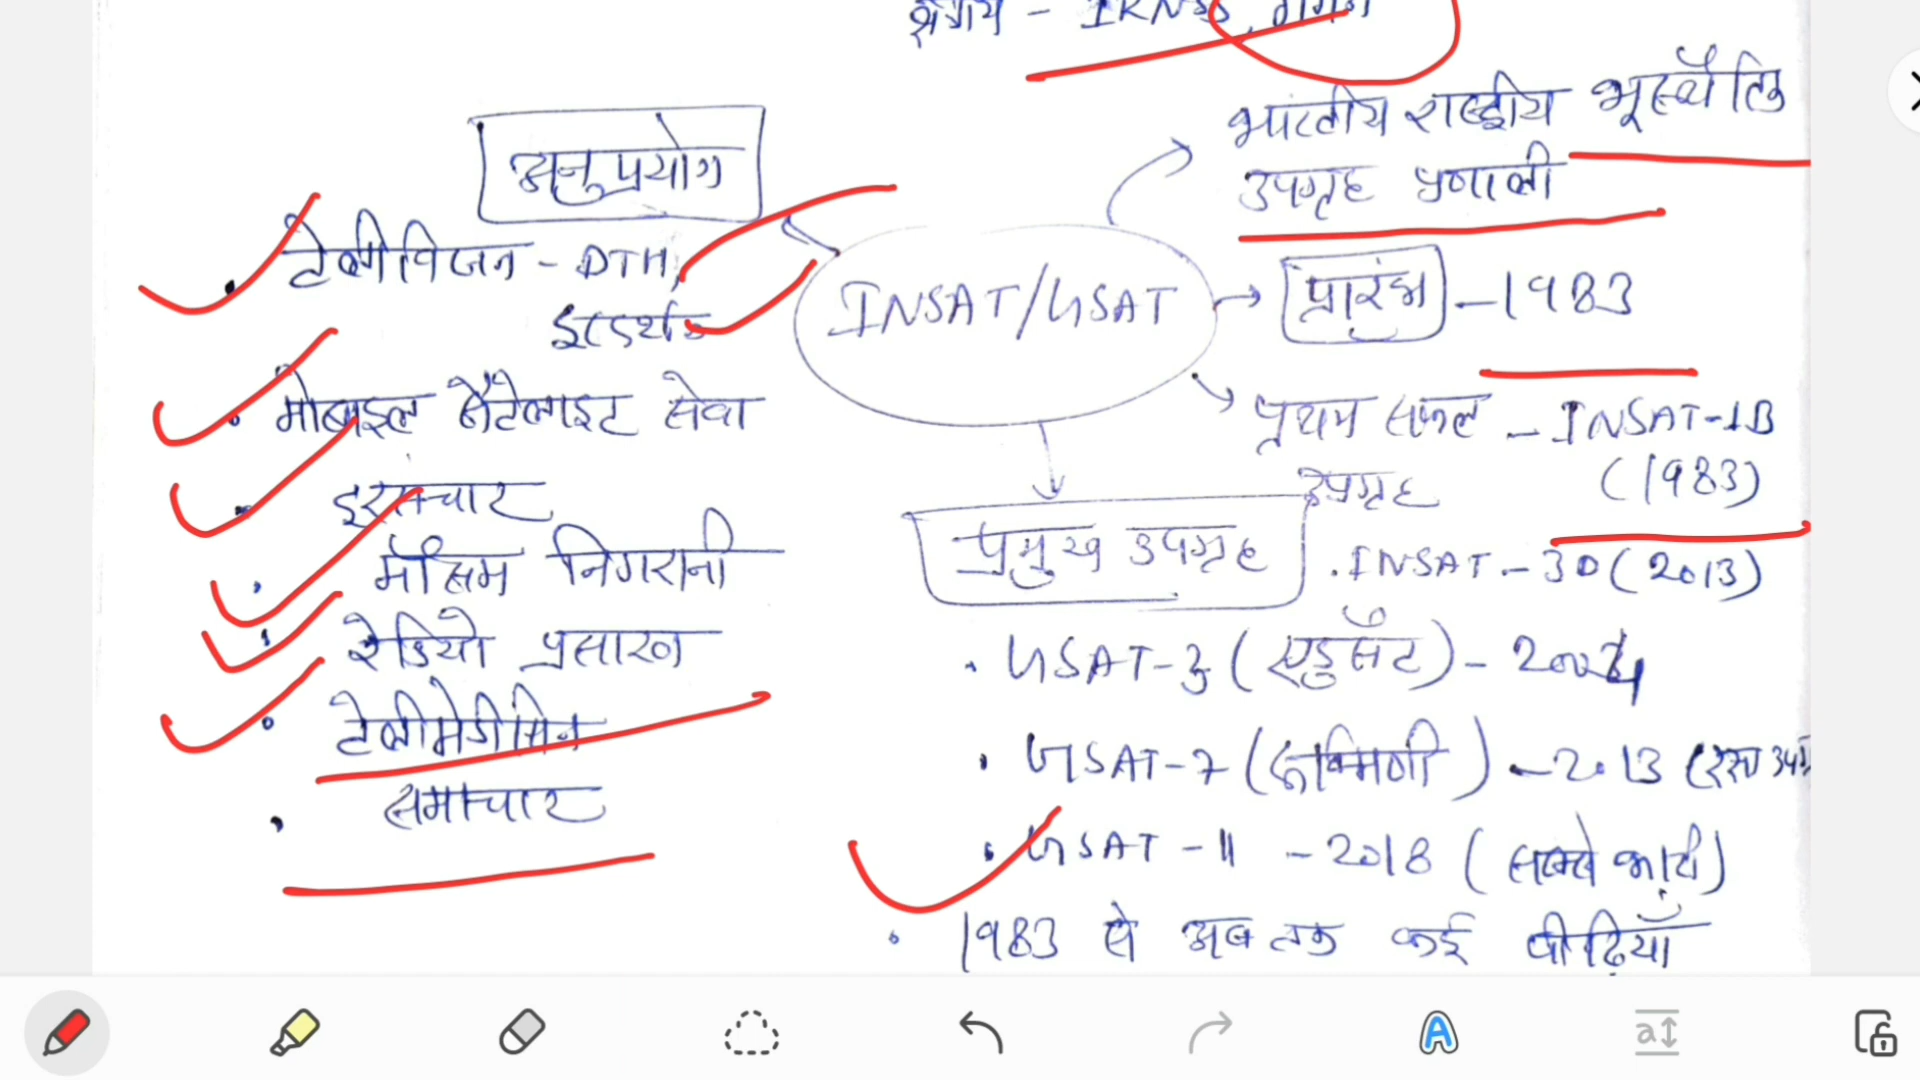 क्षेत्रीय - IRNSS, गगन
भारतीय राष्ट्रीय भूस्थैतिक
उपग्रह प्रणाली
अनुप्रयोग
टेलीविजन - DTH,
मोबाइल सैटेलाइट सेवा
मौसम निगरानी
रेडियो प्रसारण
टेलीमेडीसिन
समाचार
INSAT/GSAT
प्रारंभ - 1983
प्रथम सफल - INSAT-1B
उपग्रह (1983)
प्रमुख उपग्रह
. INSAT - 3D (2013)
. GSAT-3 (एडुसैट) - 2004
. GSAT-7 (रुक्मिणी) - 2013
. GSAT - 11 - 2018 (सबसे भारी)
1983 से अब तक कई पीढ़ियाँ
A
a